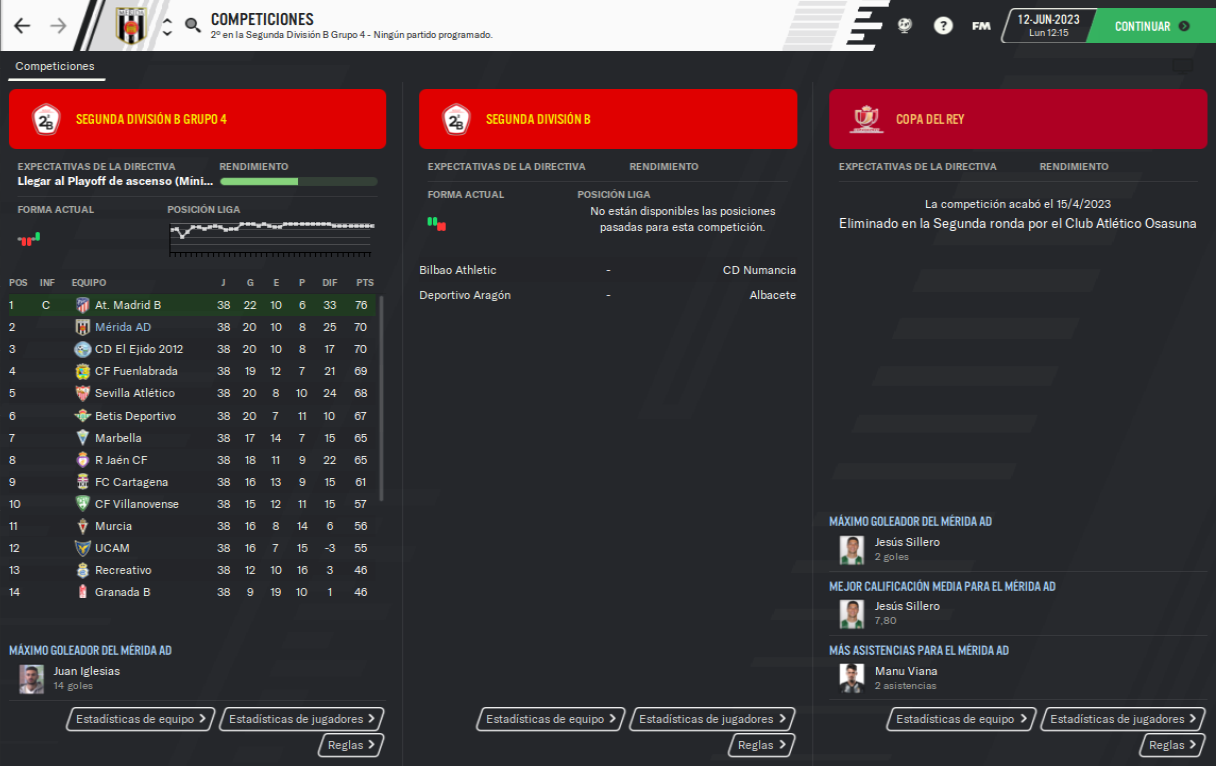 COMPETICIONES
2º en la Segunda División B Grupo 4 - Ningún partido programado.
?
FM
12-JUN-2023
Lun 12:15
CONTINUAR
Competiciones
2ªB
SEGUNDA DIVISIÓN B GRUPO 4
EXPECTATIVAS DE LA DIRECTIVA RENDIMIENTO
Llegar al Playoff de ascenso (Mini...
FORMA ACTUAL POSICIÓN LIGA
POS INF EQUIPO J G E P DIF PTS
1 C At. Madrid B 38 22 10 6 33 76
2 Mérida AD 38 20 10 8 25 70
3 CD El Ejido 2012 38 20 10 8 17 70
4 CF Fuenlabrada 38 19 12 7 21 69
5 Sevilla Atlético 38 20 8 10 24 68
6 Betis Deportivo 38 20 7 11 10 67
7 Marbella 38 17 14 7 15 65
8 R Jaén CF 38 18 11 9 22 65
9 FC Cartagena 38 16 13 9 15 61
10 CF Villanovense 38 15 12 11 15 57
11 Murcia 38 16 8 14 6 56
12 UCAM 38 16 7 15 -3 55
13 Recreativo 38 12 10 16 3 46
14 Granada B 38 9 19 10 1 46
MÁXIMO GOLEADOR DEL MÉRIDA AD
Juan Iglesias
14 goles
Estadísticas de equipo Estadísticas de jugadores
Reglas
2ªB
SEGUNDA DIVISIÓN B
EXPECTATIVAS DE LA DIRECTIVA RENDIMIENTO
FORMA ACTUAL POSICIÓN LIGA
No están disponibles las posiciones
pasadas para esta competición.
Bilbao Athletic - CD Numancia
Deportivo Aragón - Albacete
Estadísticas de equipo Estadísticas de jugadores
Reglas
COPA DEL REY
EXPECTATIVAS DE LA DIRECTIVA RENDIMIENTO
La competición acabó el 15/4/2023
Eliminado en la Segunda ronda por el Club Atlético Osasuna
MÁXIMO GOLEADOR DEL MÉRIDA AD
Jesús Sillero
2 goles
MEJOR CALIFICACIÓN MEDIA PARA EL MÉRIDA AD
Jesús Sillero
7,80
MÁS ASISTENCIAS PARA EL MÉRIDA AD
Manu Viana
2 asistencias
Estadísticas de equipo Estadísticas de jugadores
Reglas